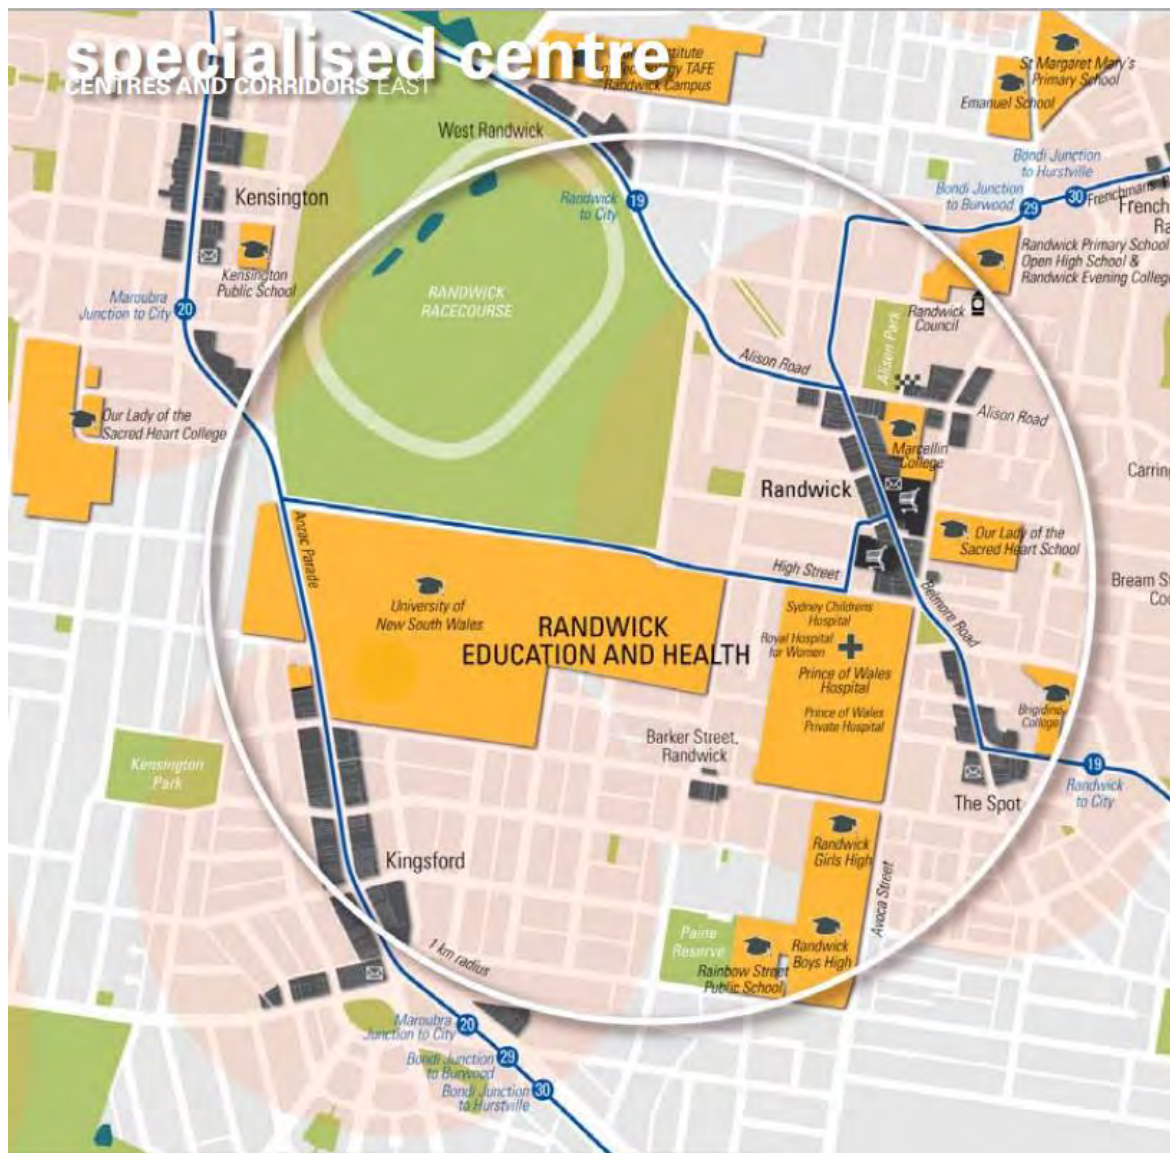 specialised centre
CENTRES AND CORRIDORS EAST
Institute
TAFE
Randwick Campus
St Margaret Mary's
Primary School
Emanuel School
West Randwick
Bondi Junction
to Hurstville
Bondi Junction
to Burwood
29
30
Frenchmans
French
Ra
Kensington
Randwick
to City
19
Kensington
Public School
Randwick Primary School
Open High School &
Randwick Evening College
Maroubra
Junction to City
20
RANDWICK
RACECOURSE
Randwick
Council
Alison Park
Alison Road
Alison Road
Our Lady of the
Sacred Heart College
Marcellin
College
Carring
Randwick
Anzac Parade
Our Lady of the
Sacred Heart School
High Street
Bream St
Co
Belmore Road
University of
New South Wales
RANDWICK
EDUCATION AND HEALTH
Sydney Childrens
Hospital
Royal Hospital
for Women
Prince of Wales
Hospital
Prince of Wales
Private Hospital
Brigidine
College
Barker Street,
Randwick
Kensington
Park
19
Randwick
to City
The Spot
Kingsford
Randwick
Girls High
Avoca Street
Paine
Reserve
Randwick
Boys High
Rainbow Street
Public School
1 km radius
Maroubra
Junction to City
20
Bondi Junction
to Burwood
29
Bondi Junction
to Hurstville
30